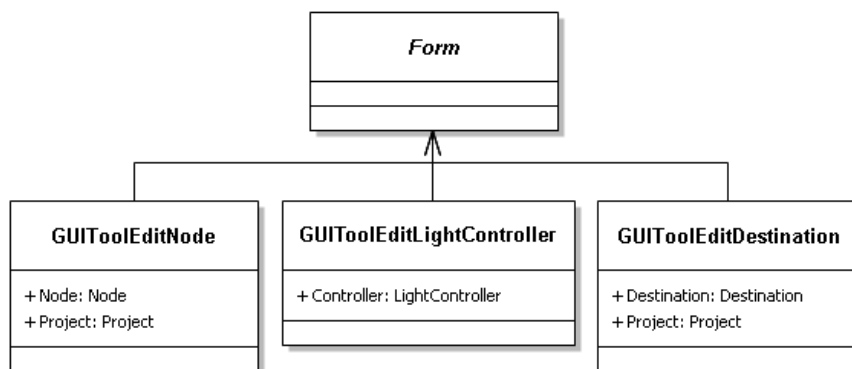 Form
GUIToolEditNode
+ Node: Node
+ Project: Project
GUIToolEditLightController
+ Controller: LightController
GUIToolEditDestination
+ Destination: Destination
+ Project: Project